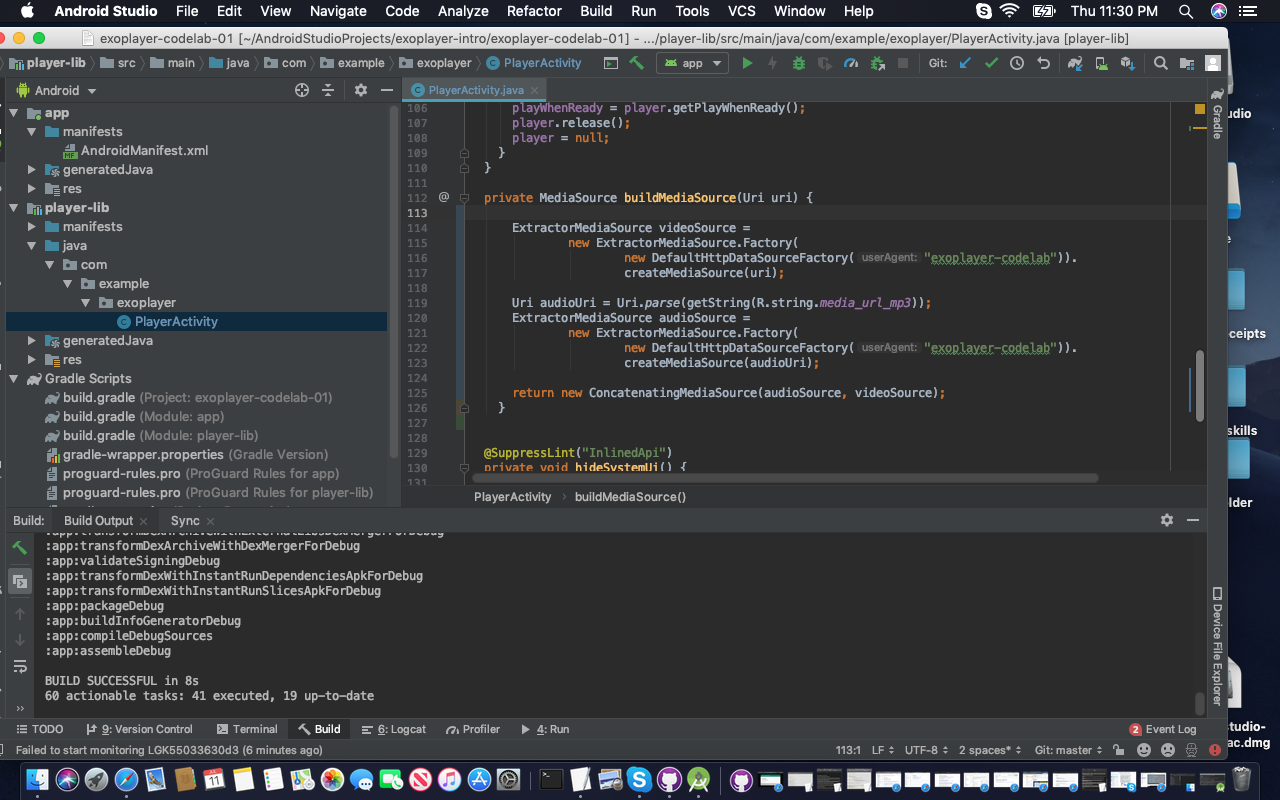 Android Studio File Edit View Navigate Code Analyze Refactor Build Run Tools VCS Window Help Thu 11:30 PM
exoplayer-codelab-01 [~/AndroidStudioProjects/exoplayer-intro/exoplayer-codelab-01] - .../player-lib/src/main/java/com/example/exoplayer/PlayerActivity.java [player-lib]
player-lib src main java com example exoplayer PlayerActivity app Git:
Android
PlayerActivity.java
app
manifests
AndroidManifest.xml
generatedJava
res
player-lib
manifests
java
com
example
exoplayer
PlayerActivity
generatedJava
res
Gradle Scripts
build.gradle (Project: exoplayer-codelab-01)
build.gradle (Module: app)
build.gradle (Module: player-lib)
gradle-wrapper.properties (Gradle Version)
proguard-rules.pro (ProGuard Rules for app)
proguard-rules.pro (ProGuard Rules for player-lib)
106 playWhenReady = player.getPlayWhenReady();
107 player.release();
108 player = null;
109 }
110 }
111
112 @ private MediaSource buildMediaSource(Uri uri) {
113
114 ExtractorMediaSource videoSource =
115 new ExtractorMediaSource.Factory(
116 new DefaultHttpDataSourceFactory( userAgent: "exoplayer-codelab")).
117 createMediaSource(uri);
118
119 Uri audioUri = Uri.parse(getString(R.string.media_url_mp3));
120 ExtractorMediaSource audioSource =
121 new ExtractorMediaSource.Factory(
122 new DefaultHttpDataSourceFactory( userAgent: "exoplayer-codelab")).
123 createMediaSource(audioUri);
124
125 return new ConcatenatingMediaSource(audioSource, videoSource);
126 }
127
128
129 @SuppressLint("InlinedApi")
130 private void hideSystemUi() {
131
PlayerActivity buildMediaSource()
Gradle
Device File Explorer
Build: Build Output Sync
:app:transformDexArchiveWithExternalLibsDexMergerForDebug
:app:transformDexArchiveWithDexMergerForDebug
:app:validateSigningDebug
:app:transformDexWithInstantRunDependenciesApkForDebug
:app:transformDexWithInstantRunSlicesApkForDebug
:app:packageDebug
:app:buildInfoGeneratorDebug
:app:compileDebugSources
:app:assembleDebug
BUILD SUCCESSFUL in 8s
60 actionable tasks: 41 executed, 19 up-to-date
TODO 9: Version Control Terminal Build 6: Logcat Profiler 4: Run 2 Event Log
Failed to start monitoring LGK55033630d3 (6 minutes ago) 113:1 LF UTF-8 2 spaces* Git: master
udio
e
ceipts
skills
lder
studio-
ac.dmg
11